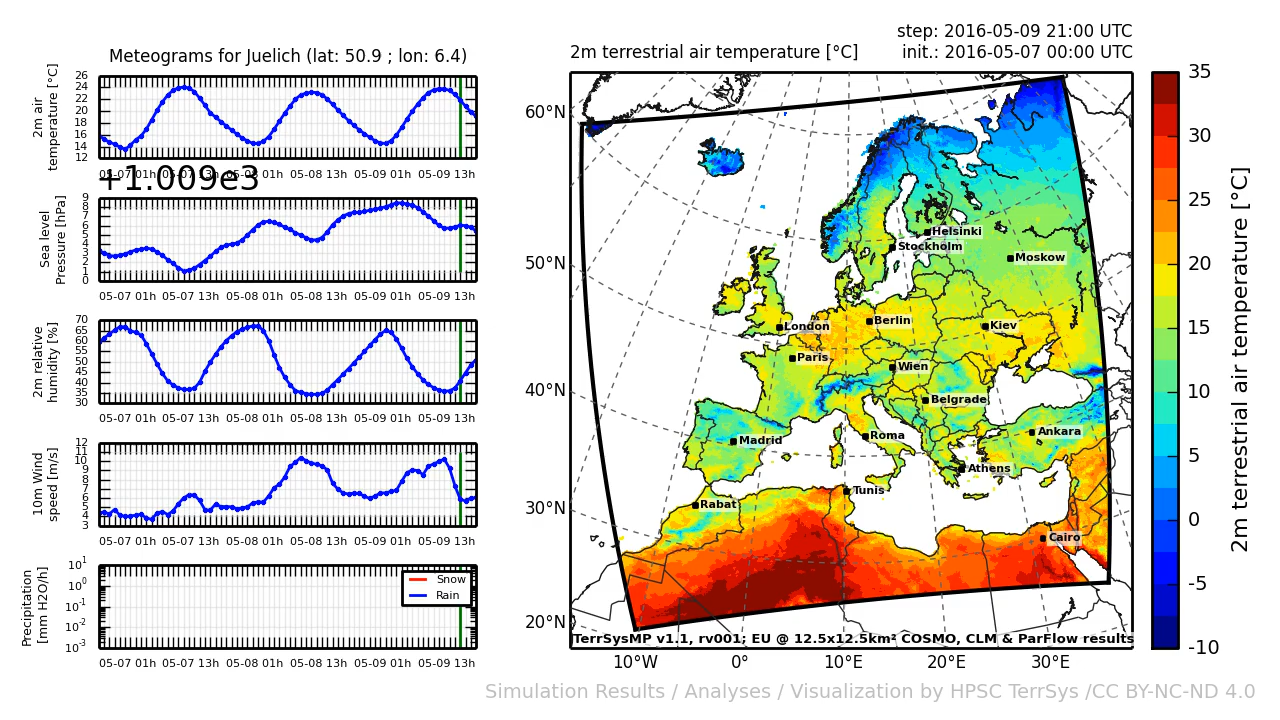 step: 2016-05-09 21:00 UTC
Meteograms for Juelich (lat: 50.9 ; lon: 6.4)
2m terrestrial air temperature [°C]
init.: 2016-05-07 00:00 UTC
2m air
temperature [°C]
26
24
22
20
18
16
14
12
05-07 01h 05-07 13h 05-08 01h 05-08 13h 05-09 01h 05-09 13h
+1.009e3
Sea level
Pressure [hPa]
9
8
7
6
5
4
3
2
1
0
05-07 01h 05-07 13h 05-08 01h 05-08 13h 05-09 01h 05-09 13h
2m relative
humidity [%]
70
65
60
55
50
45
40
35
30
05-07 01h 05-07 13h 05-08 01h 05-08 13h 05-09 01h 05-09 13h
10m Wind
speed [m/s]
12
11
10
9
8
7
6
5
4
3
05-07 01h 05-07 13h 05-08 01h 05-08 13h 05-09 01h 05-09 13h
Precipitation
[mm H2O/h]
10¹
10⁰
10⁻¹
10⁻²
10⁻³
Snow
Rain
05-07 01h 05-07 13h 05-08 01h 05-08 13h 05-09 01h 05-09 13h
60°N
50°N
40°N
30°N
20°N
Helsinki
Stockholm
Moskow
London
Berlin
Kiev
Paris
Wien
Belgrade
Madrid
Roma
Ankara
Athens
Tunis
Rabat
Cairo
TerrSysMP v1.1, rv001; EU @ 12.5x12.5km² COSMO, CLM & ParFlow results
10°W 0° 10°E 20°E 30°E
35
30
25
20
15
10
5
0
-5
-10
2m terrestrial air temperature [°C]
Simulation Results / Analyses / Visualization by HPSC TerrSys /CC BY-NC-ND 4.0